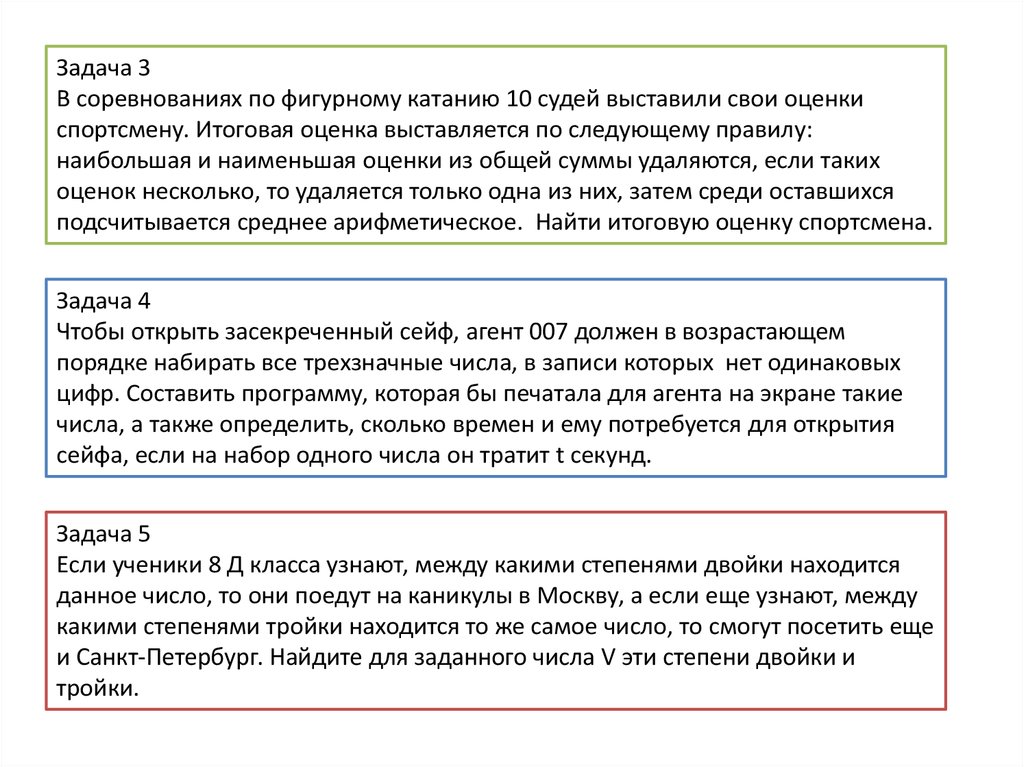 Задача 3
В соревнованиях по фигурному катанию 10 судей выставили свои оценки
спортсмену. Итоговая оценка выставляется по следующему правилу:
наибольшая и наименьшая оценки из общей суммы удаляются, если таких
оценок несколько, то удаляется только одна из них, затем среди оставшихся
подсчитывается среднее арифметическое.  Найти итоговую оценку спортсмена.
Задача 4
Чтобы открыть засекреченный сейф, агент 007 должен в возрастающем
порядке набирать все трехзначные числа, в записи которых  нет одинаковых
цифр. Составить программу, которая бы печатала для агента на экране такие
числа, а также определить, сколько времен и ему потребуется для открытия
сейфа, если на набор одного числа он тратит t секунд.
Задача 5
Если ученики 8 Д класса узнают, между какими степенями двойки находится
данное число, то они поедут на каникулы в Москву, а если еще узнают, между
какими степенями тройки находится то же самое число, то смогут посетить еще
и Санкт-Петербург. Найдите для заданного числа V эти степени двойки и
тройки.